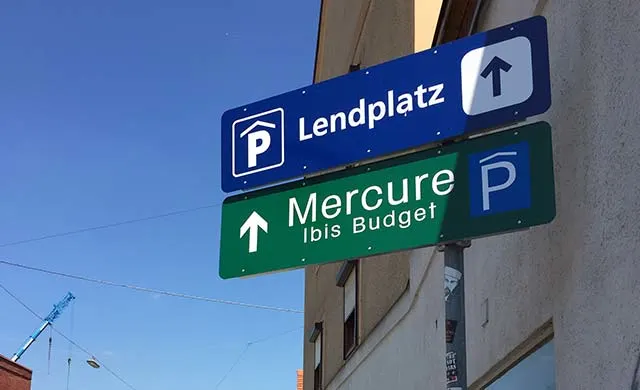 P Lendplatz
Mercure P
Ibis Budget